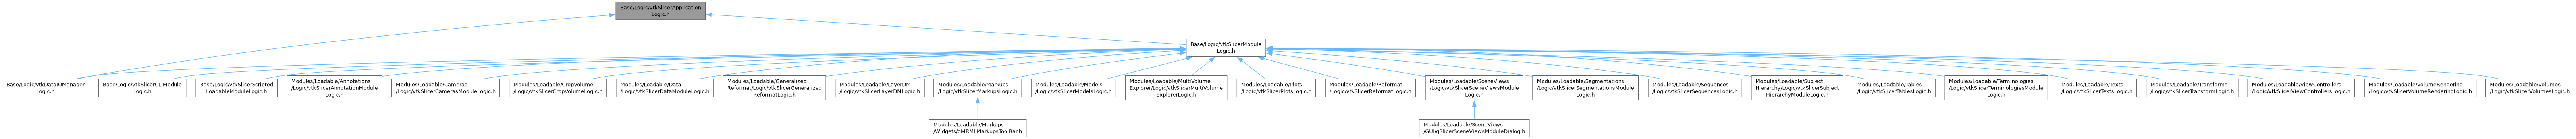 Base/Logic/vtkSlicerApplication
Logic.h
Base/Logic/vtkSlicerModule
Logic.h
Base/Logic/vtkDataIOManager
Logic.h
Base/Logic/vtkSlicerCLIModule
Logic.h
Base/Logic/vtkSlicerScripted
LoadableModuleLogic.h
Modules/Loadable/Annotations
/Logic/vtkSlicerAnnotationModule
Logic.h
Modules/Loadable/Cameras
/Logic/vtkSlicerCamerasModuleLogic.h
Modules/Loadable/CropVolume
/Logic/vtkSlicerCropVolumeLogic.h
Modules/Loadable/Data
/Logic/vtkSlicerDataModuleLogic.h
Modules/Loadable/Generalized
Reformat/Logic/vtkSlicerGeneralized
ReformatLogic.h
Modules/Loadable/LayerDM
/Logic/vtkSlicerLayerDMLogic.h
Modules/Loadable/Markups
/Logic/vtkSlicerMarkupsLogic.h
Modules/Loadable/Models
/Logic/vtkSlicerModelsLogic.h
Modules/Loadable/MultiVolume
Explorer/Logic/vtkSlicerMultiVolume
ExplorerLogic.h
Modules/Loadable/Plots
/Logic/vtkSlicerPlotsLogic.h
Modules/Loadable/Reformat
/Logic/vtkSlicerReformatLogic.h
Modules/Loadable/SceneViews
/Logic/vtkSlicerSceneViewsModule
Logic.h
Modules/Loadable/Segmentations
/Logic/vtkSlicerSegmentationsModule
Logic.h
Modules/Loadable/Sequences
/Logic/vtkSlicerSequencesLogic.h
Modules/Loadable/Subject
Hierarchy/Logic/vtkSlicerSubject
HierarchyModuleLogic.h
Modules/Loadable/Tables
/Logic/vtkSlicerTablesLogic.h
Modules/Loadable/Terminologies
/Logic/vtkSlicerTerminologiesModule
Logic.h
Modules/Loadable/Texts
/Logic/vtkSlicerTextsLogic.h
Modules/Loadable/Transforms
/Logic/vtkSlicerTransformLogic.h
Modules/Loadable/ViewControllers
/Logic/vtkSlicerViewControllersLogic.h
Modules/Loadable/VolumeRendering
/Logic/vtkSlicerVolumeRenderingLogic.h
Modules/Loadable/Volumes
/Logic/vtkSlicerVolumesLogic.h
Modules/Loadable/Markups
/Widgets/qMRMLMarkupsToolBar.h
Modules/Loadable/SceneViews
/GUI/qSlicerSceneViewsModuleDialog.h